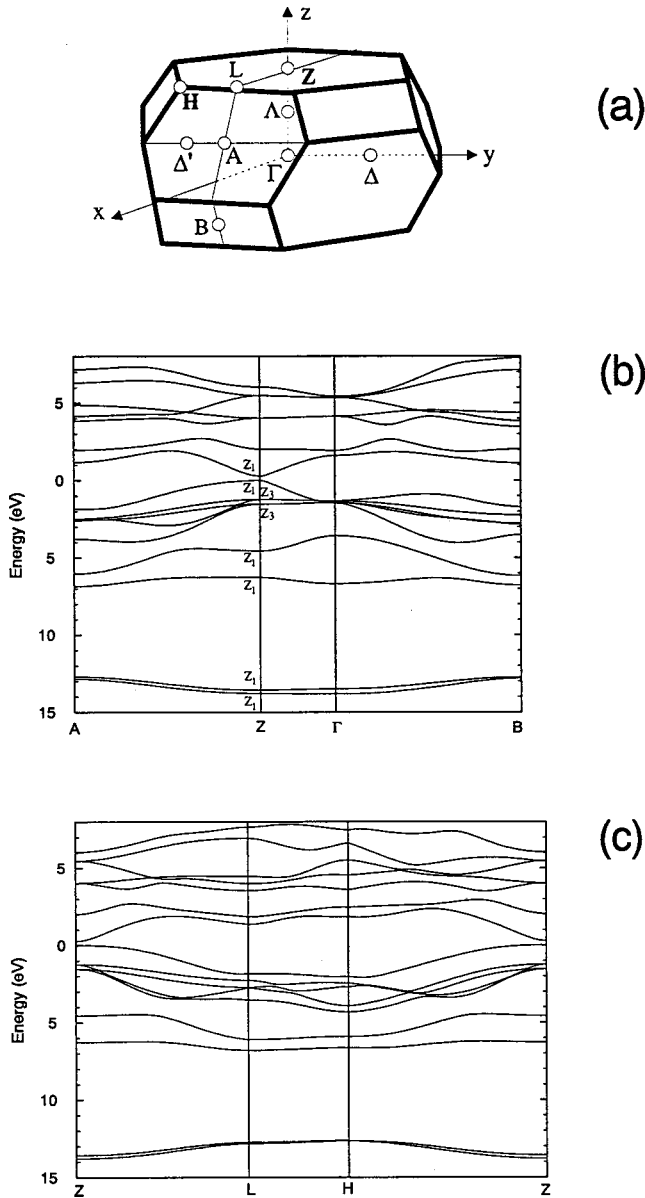 z
(a)
L
Z
H
Λ
Δ'
A
Γ
Δ
y
x
B
(b)
5
0
5
10
15
Energy (eV)
z₁
z₁
z₃
z₃
z₁
z₁
z₁
z₁
A Z Γ B
(c)
5
0
5
10
15
Energy (eV)
Z L H Z